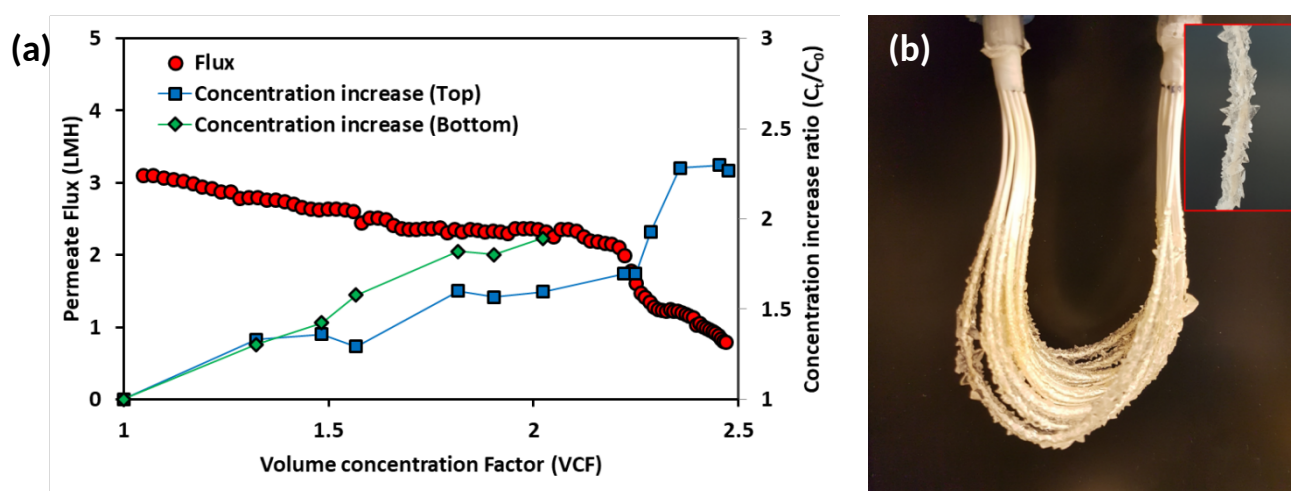 (a)
5
4
3
2
1
0
Permeate Flux (LMH)
Flux
Concentration increase (Top)
Concentration increase (Bottom)
1
1.5
2
2.5
Volume concentration Factor (VCF)
3
2.5
2
1.5
1
Concentration increase ratio (Ct/C0)
(b)